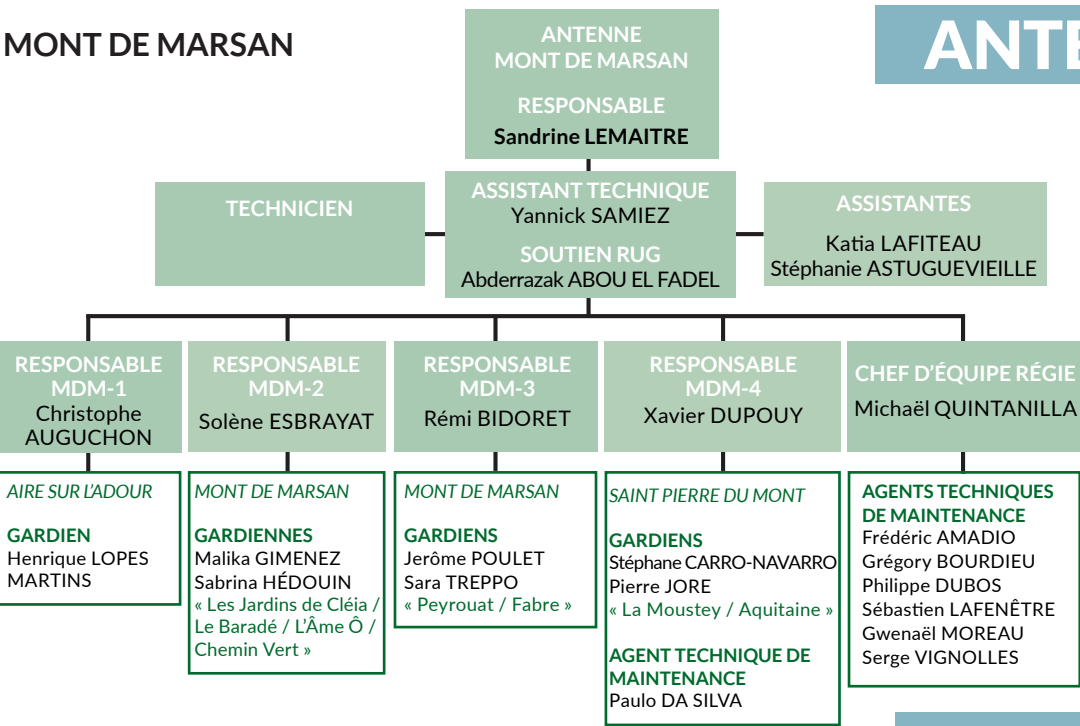 MONT DE MARSAN
ANTENNE
MONT DE MARSAN
RESPONSABLE
Sandrine LEMAITRE
TECHNICIEN
ASSISTANT TECHNIQUE
Yannick SAMIEZ
SOUTIEN RUG
Abderrazak ABOU EL FADEL
ASSISTANTES
Katia LAFITEAU
Stéphanie ASTUGUEVIEILLE
RESPONSABLE
MDM-1
Christophe
AUGUCHON
RESPONSABLE
MDM-2
Solène ESBRAYAT
RESPONSABLE
MDM-3
Rémi BIDORET
RESPONSABLE
MDM-4
Xavier DUPOUY
CHEF D'ÉQUIPE RÉGIE
Michaël QUINTANILLA
AIRE SUR L'ADOUR
GARDIEN
Henrique LOPES
MARTINS
MONT DE MARSAN
GARDIENNES
Malika GIMENEZ
Sabrina HÉDOUIN
« Les Jardins de Cléia /
Le Baradé / L'Âme Ô /
Chemin Vert »
MONT DE MARSAN
GARDIENS
Jerôme POULET
Sara TREPPO
« Peyrouat / Fabre »
SAINT PIERRE DU MONT
GARDIENS
Stéphane CARRO-NAVARRO
Pierre JORE
« La Moustey / Aquitaine »
AGENT TECHNIQUE DE
MAINTENANCE
Paulo DA SILVA
AGENTS TECHNIQUES
DE MAINTENANCE
Frédéric AMADIO
Grégory BOURDIEU
Philippe DUBOS
Sébastien LAFENÊTRE
Gwenaël MOREAU
Serge VIGNOLLES